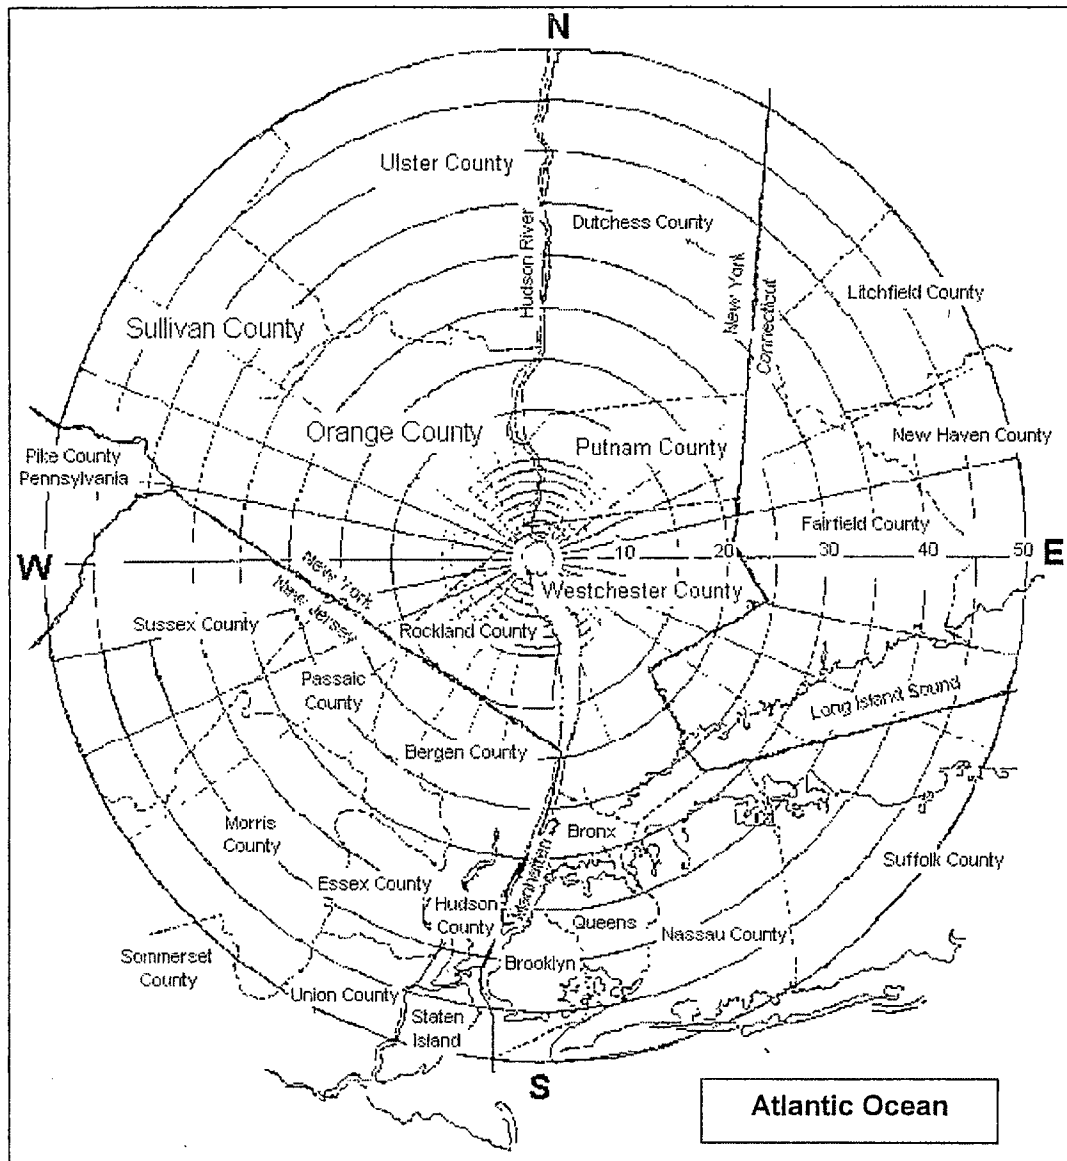 N
Ulster County
Dutchess County
Hudson River
New York
Connecticut
Litchfield County
Sullivan County
Orange County
Putnam County
New Haven County
Pike County
Pennsylvania
Fairfield County
W
10
20
30
40
50
E
New York
New Jersey
Westchester County
Sussex County
Rockland County
Passaic
County
Long Island Sound
Bergen County
Morris
County
Bronx
Manhatten
Suffolk County
Essex County
Hudson
County
Queens
Nassau County
Sommerset
County
Brooklyn
Union County
Staten
Island
S
Atlantic Ocean